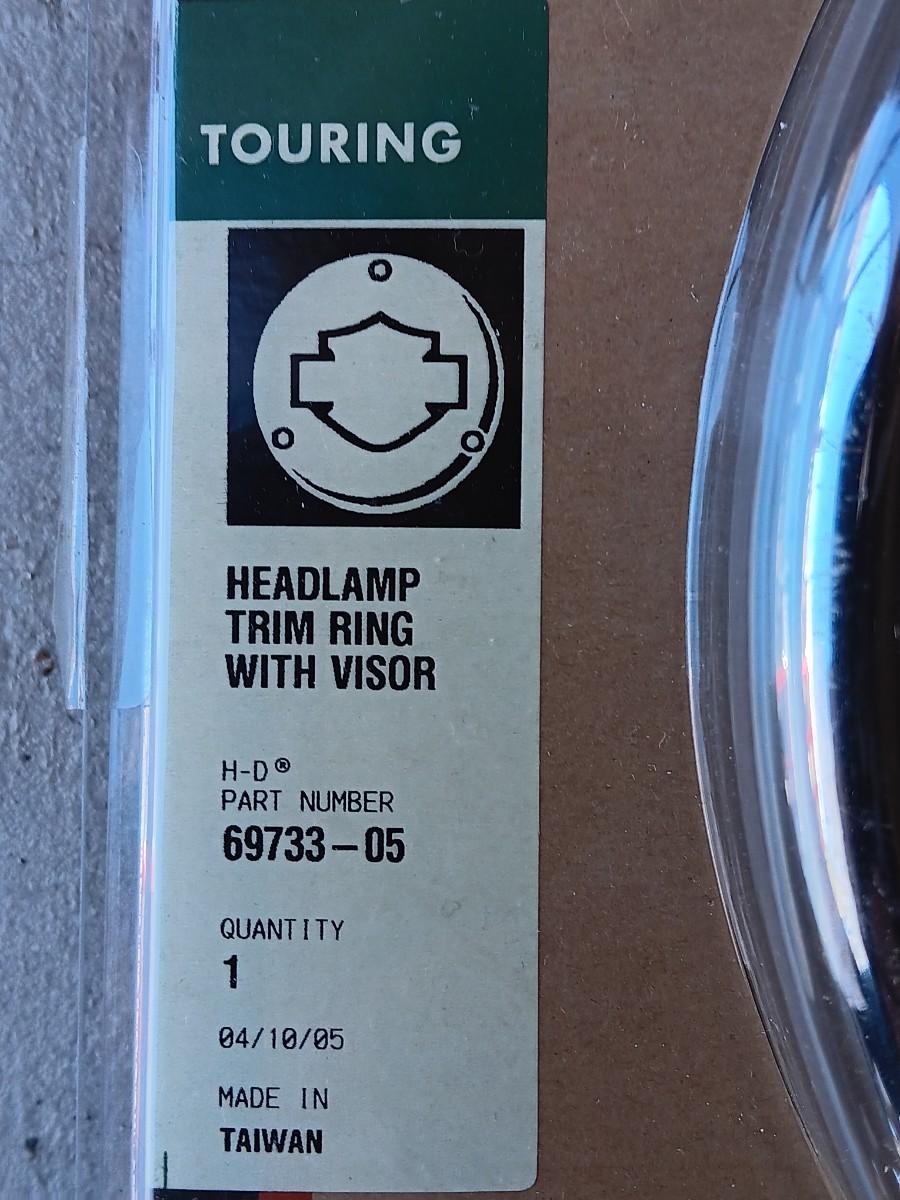 TOURING
HEADLAMP
TRIM RING
WITH VISOR
H-D®
PART NUMBER
69733-05
QUANTITY
1
04/10/05
MADE IN
TAIWAN